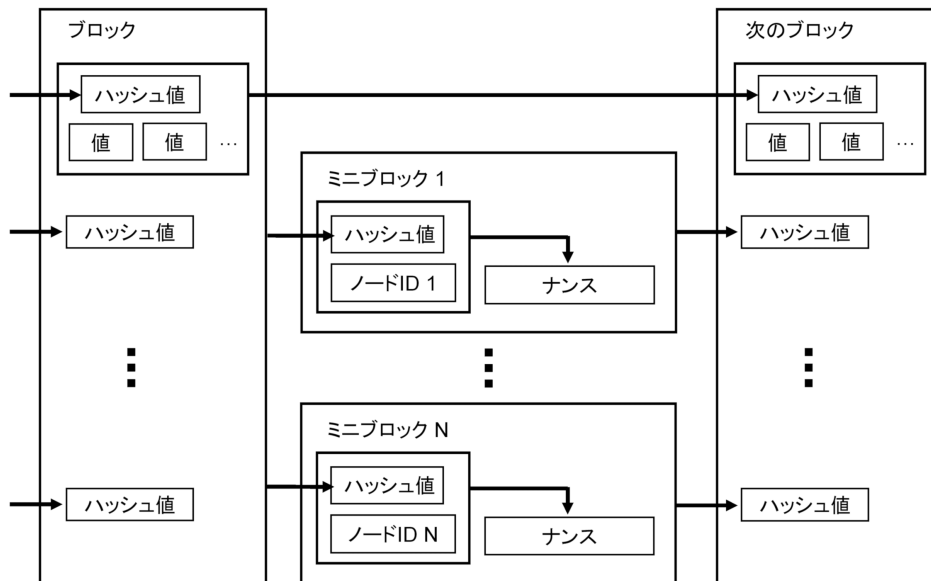 ブロック
ハッシュ値
値 値 …
ハッシュ値
ハッシュ値
ミニブロック 1
ハッシュ値
ノードID 1
ナンス
ミニブロック N
ハッシュ値
ノードID N
ナンス
次のブロック
ハッシュ値
値 値 …
ハッシュ値
ハッシュ値